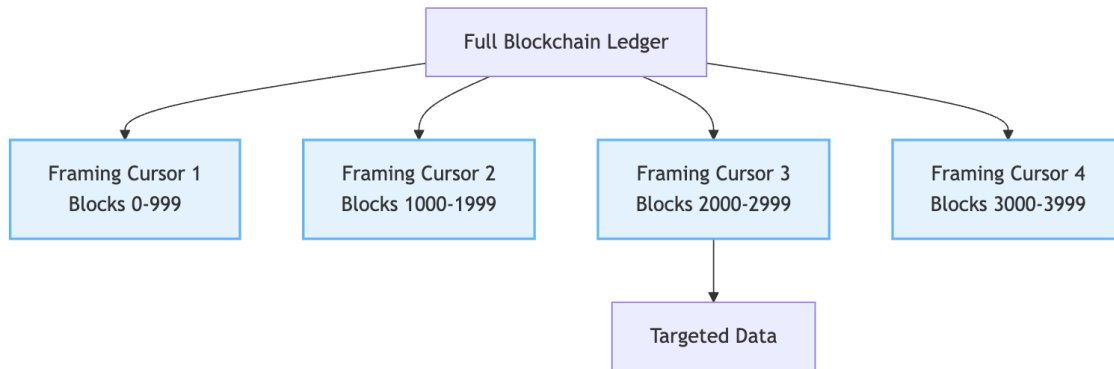 Full Blockchain Ledger
Framing Cursor 1
Blocks 0-999
Framing Cursor 2
Blocks 1000-1999
Framing Cursor 3
Blocks 2000-2999
Framing Cursor 4
Blocks 3000-3999
Targeted Data